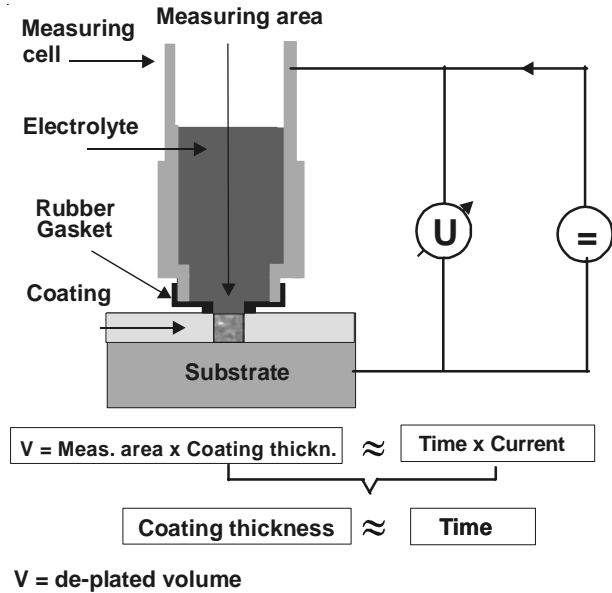 Measuring area
Measuring
cell
Electrolyte
Rubber
Gasket
Coating
U
=
Substrate
V = Meas. area x Coating thickn. ≈ Time x Current
Coating thickness ≈ Time
V = de-plated volume